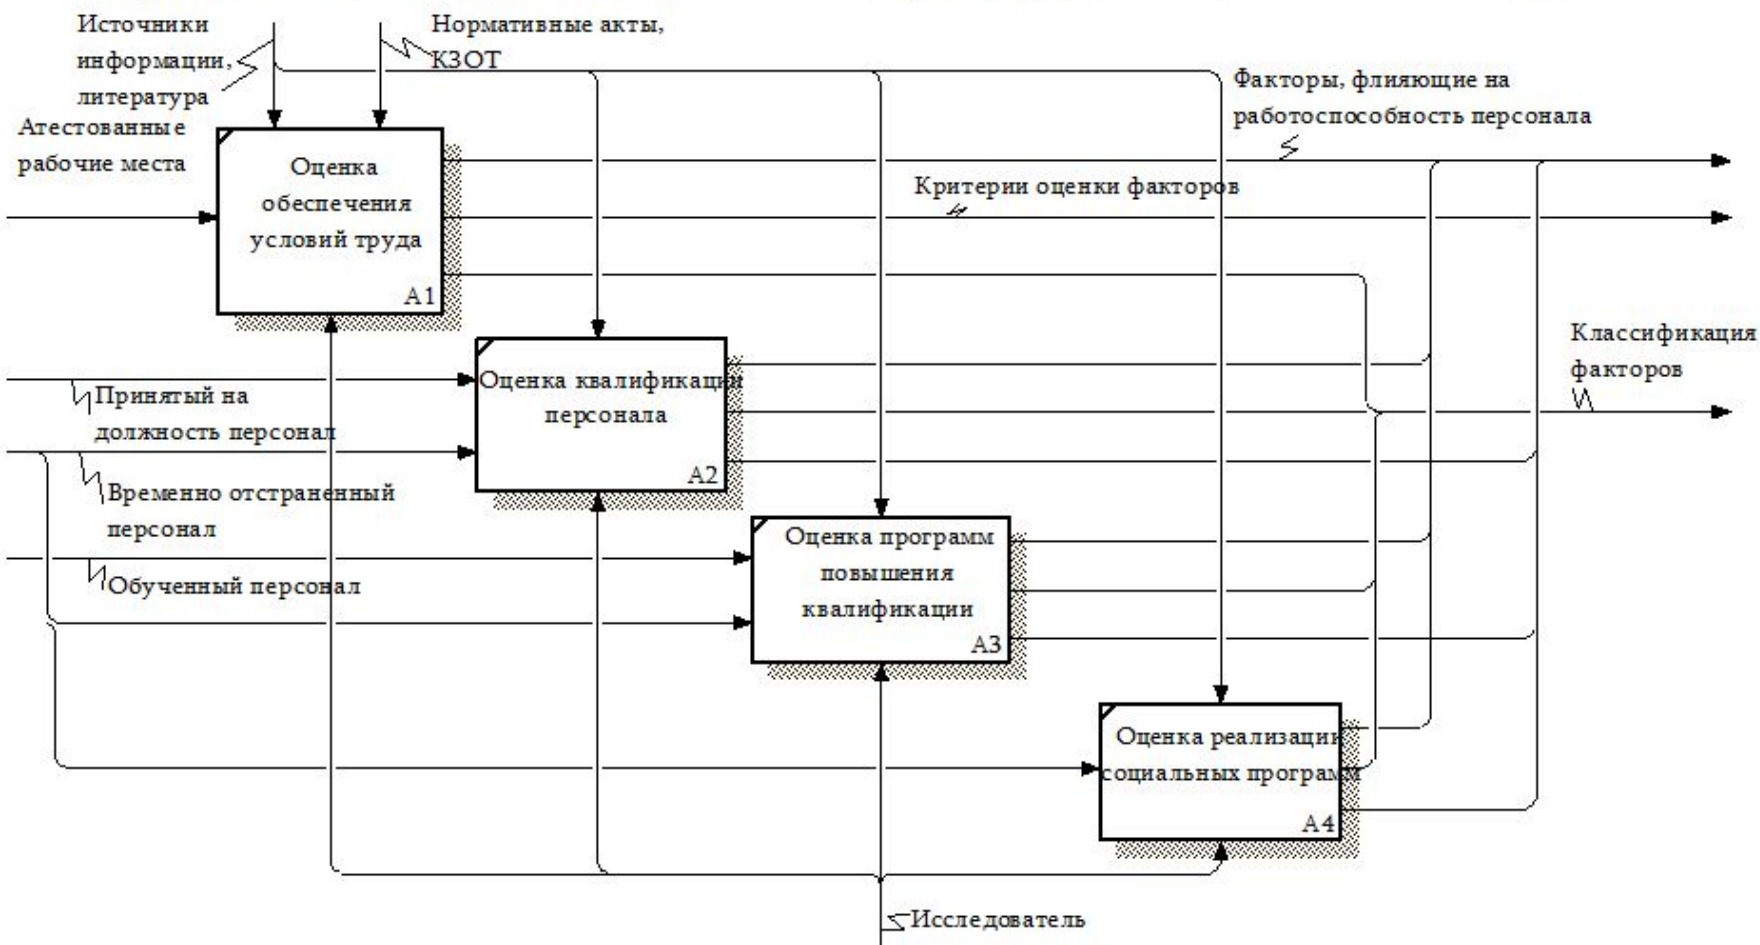 Источники
информации,
литература
Нормативные акты,
КЗОТ
Факторы, флияющие на
работоспособность персонала
Атестованные
рабочие места
Оценка
обеспечения
условий труда
А1
Критерии оценки факторов
Классификация
факторов
Принятый на
должность персонал
Оценка квалификации
персонала
А2
Временно отстраненный
персонал
Обученный персонал
Оценка программ
повышения
квалификации
А3
Оценка реализации
социальных программ
А4
Исследователь